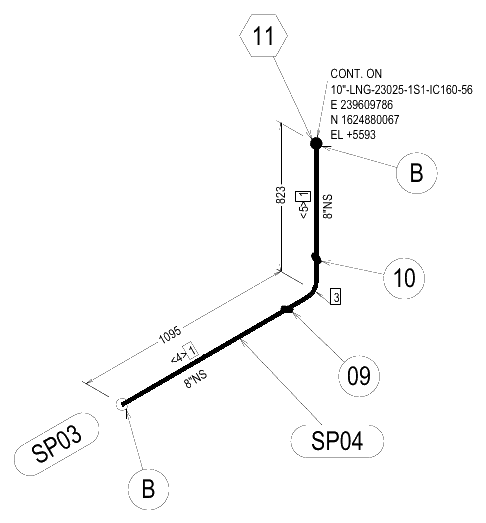 11
CONT. ON
10"-LNG-23025-1S1-IC160-56
E 239609786
N 1624880067
EL +5593
B
823
<5> 1
8"NS
10
3
1095
<4> 1
8"NS
09
SP03
SP04
B